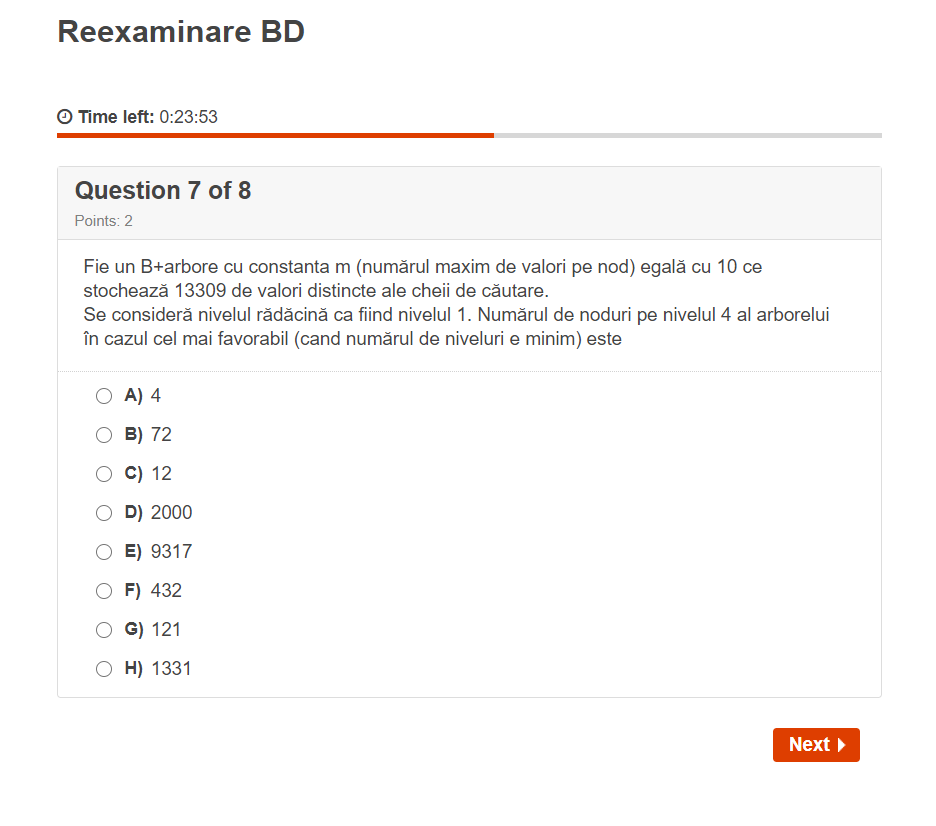 Reexaminare BD
Time left: 0:23:53
Question 7 of 8
Points: 2
Fie un B+arbore cu constanta m (numărul maxim de valori pe nod) egală cu 10 ce
stochează 13309 de valori distincte ale cheii de căutare.
Se consideră nivelul rădăcină ca fiind nivelul 1. Numărul de noduri pe nivelul 4 al arborelui
în cazul cel mai favorabil (cand numărul de niveluri e minim) este
A) 4
B) 72
C) 12
D) 2000
E) 9317
F) 432
G) 121
H) 1331
Next